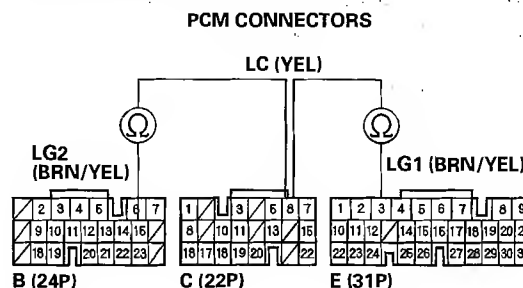 PCM CONNECTORS
LC (YEL)
Ω Ω
LG2
(BRN/YEL)
LG1 (BRN/YEL)
2 3 4 5 6 7
9 10 11 12 13 14 15
18 19 20 21 22 23
1 3 5 6 7
8 10 11 13 15
16 17 18 19 20 22
1 2 3 4 5 6 7 8 9
10 11 12 14 15 16 17 18 19 20 2
22 23 24 25 26 27 28 29 30
B (24P)
C (22P)
E (31P)